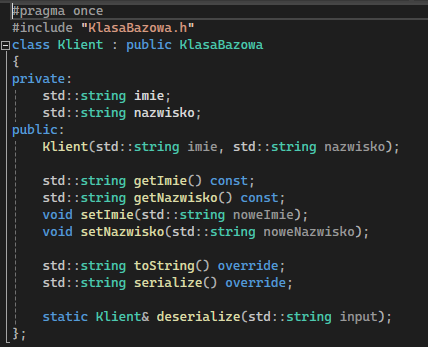 #pragma once
#include "KlasaBazowa.h"
class Klient : public KlasaBazowa
{
private:
    std::string imie;
    std::string nazwisko;
public:
    Klient(std::string imie, std::string nazwisko);

    std::string getImie() const;
    std::string getNazwisko() const;
    void setImie(std::string noweImie);
    void setNazwisko(std::string noweNazwisko);

    std::string toString() override;
    std::string serialize() override;

    static Klient& deserialize(std::string input);
};